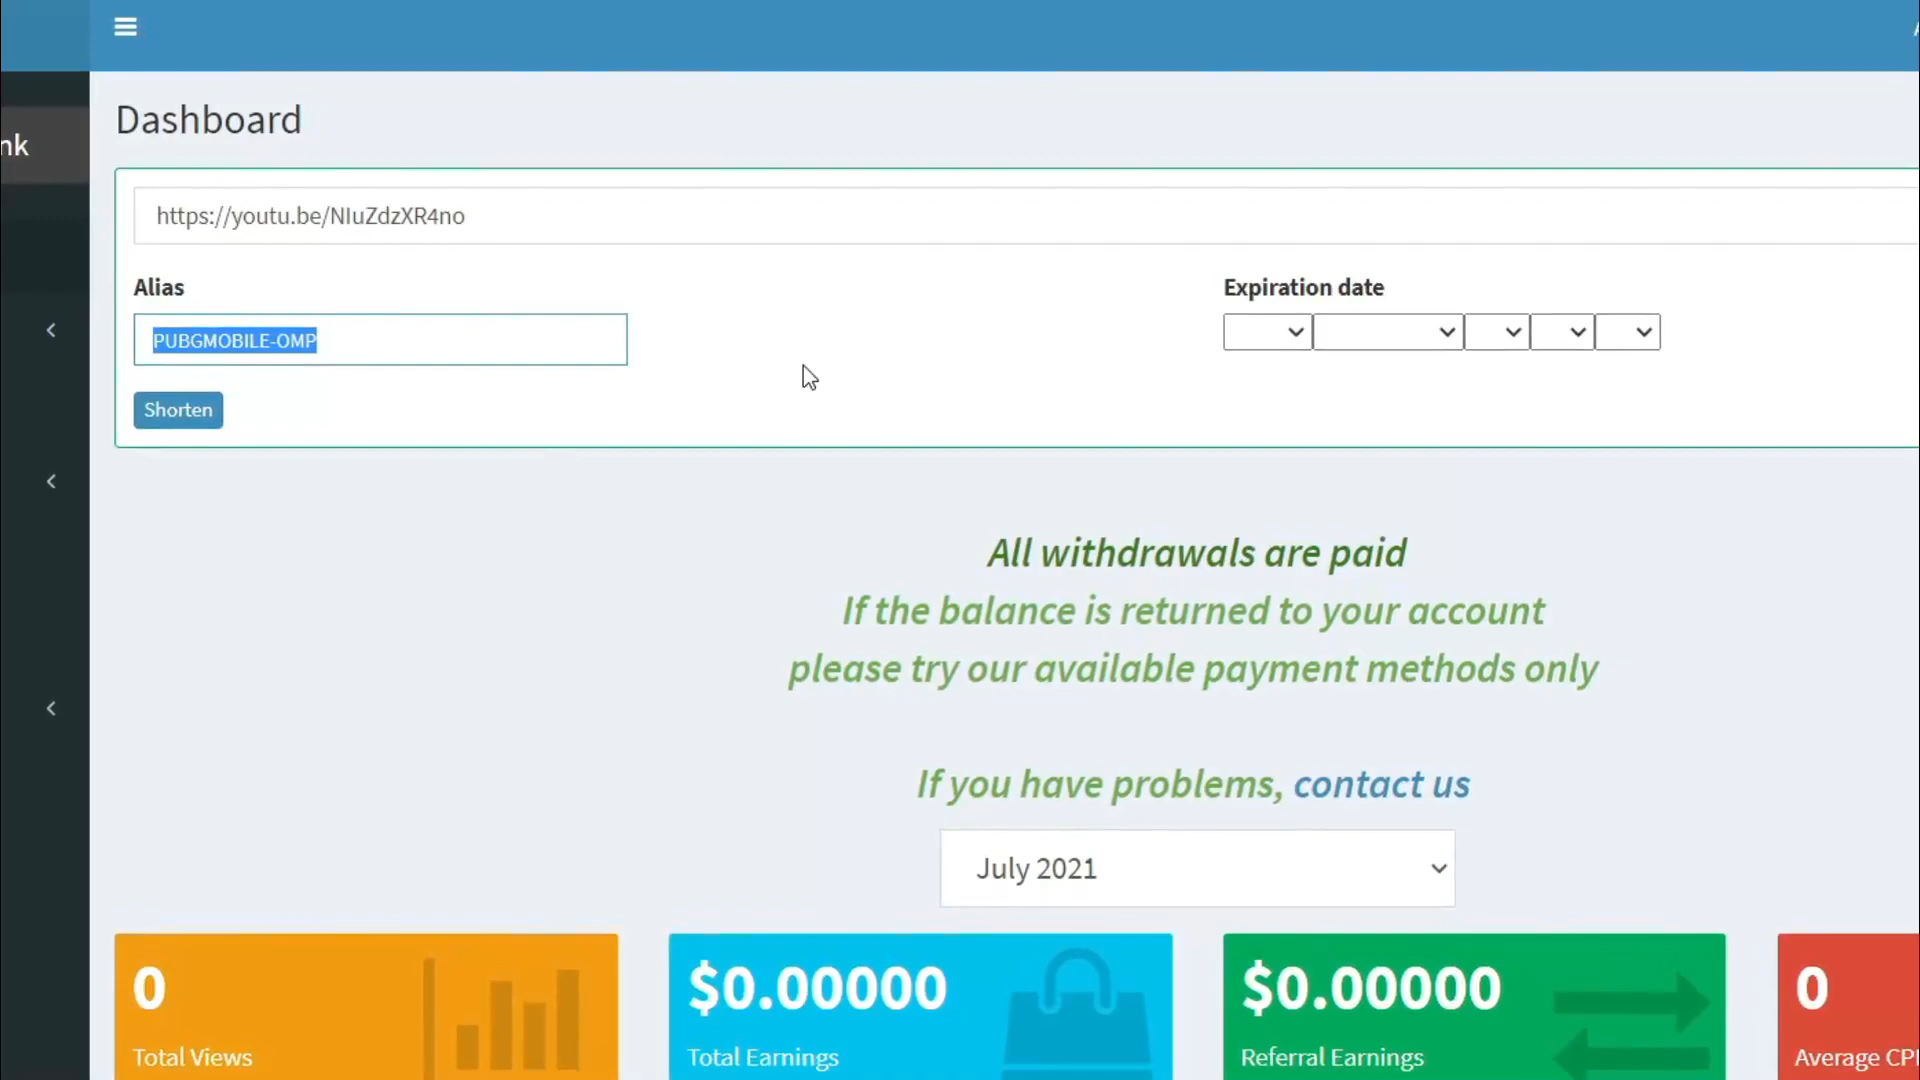 nk
Dashboard
https://youtu.be/NIuZdzXR4no
Alias
Expiration date
PUBGMOBILE-OMP
Shorten
All withdrawals are paid
If the balance is returned to your account
please try our available payment methods only
If you have problems, contact us
July 2021
0
Total Views
$0.00000
Total Earnings
$0.00000
Referral Earnings
0
Average CP